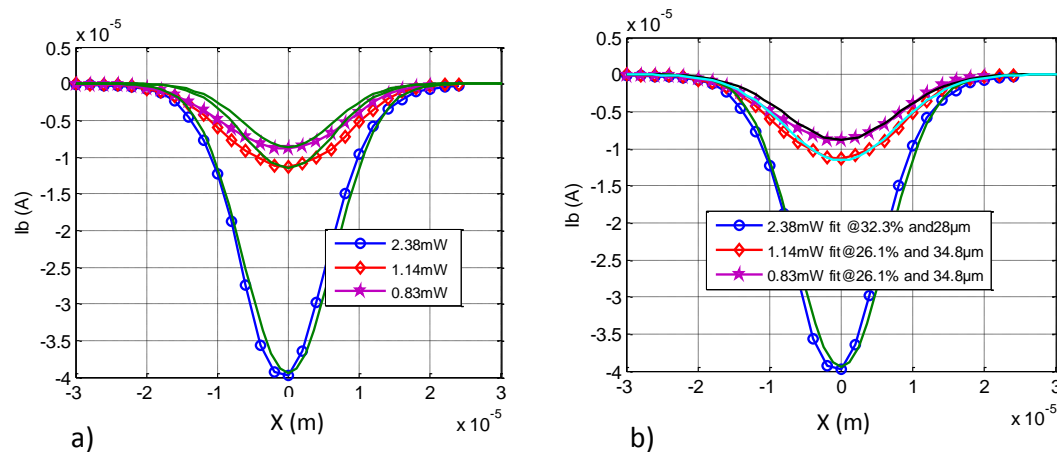 x 10⁻⁵
0.5
0
-0.5
-1
-1.5
-2
-2.5
-3
-3.5
-4
Ib (A)
2.38mW
1.14mW
0.83mW
-3
-2
-1
0
1
2
3
X (m)
x 10⁻⁵
a)
x 10⁻⁵
0.5
0
-0.5
-1
-1.5
-2
-2.5
-3
-3.5
-4
Ib (A)
2.38mW fit @32.3% and28µm
1.14mW fit@26.1% and 34.8µm
0.83mW fit@26.1% and 34.8µm
-3
-2
-1
0
1
2
3
X (m)
x 10⁻⁵
b)